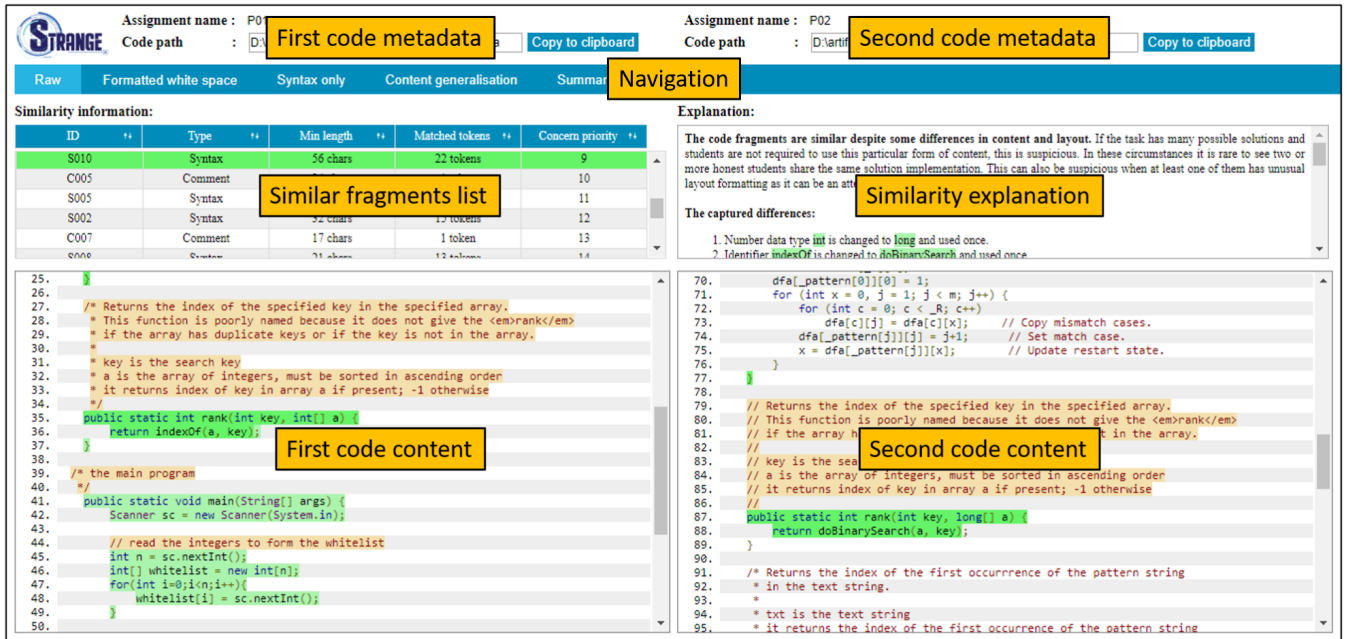 STRANGE
Assignment name : P01
Code path : D:\
First code metadata
Copy to clipboard
Assignment name : P02
Code path : D:\artif
Second code metadata
Copy to clipboard
Raw Formatted white space Syntax only Content generalisation
Navigation
Similarity information:
ID Type Min length Matched tokens Concern priority
S010 Syntax 56 chars 22 tokens 9
C005 Comment 10
S005 Syntax 11
S002 Syntax 32 chars 15 tokens 12
C007 Comment 17 chars 1 token 13
S008 Syntax 21 chars 13 tokens 14
Similar fragments list
Explanation:
The code fragments are similar despite some differences in content and layout. If the task has many possible solutions and
students are not required to use this particular form of content, this is suspicious. In these circumstances it is rare to see two or
more honest students share the same solution implementation. This can also be suspicious when at least one of them has unusual
layout formatting as it can be an
Similarity explanation
The captured differences:
1. Number data type int is changed to long and used once.
2. Identifier indexOf is changed to doBinarySearch and used once
25. }
26.
27. /* Returns the index of the specified key in the specified array.
28. * This function is poorly named because it does not give the <em>rank</em>
29. * if the array has duplicate keys or if the key is not in the array.
30. *
31. * key is the search key
32. * a is the array of integers, must be sorted in ascending order
33. * it returns index of key in array a if present; -1 otherwise
34. */
35. public static int rank(int key, int[] a) {
36. return indexOf(a, key);
37. }
First code content
38.
39. /* the main program
40. */
41. public static void main(String[] args) {
42. Scanner sc = new Scanner(System.in);
43.
44. // read the integers to form the whitelist
45. int n = sc.nextInt();
46. int[] whitelist = new int[n];
47. for(int i=0;i<n;i++){
48. whitelist[i] = sc.nextInt();
49. }
50.
70. dfa[_pattern[0]][0] = 1;
71. for (int x = 0, j = 1; j < m; j++) {
72. for (int c = 0; c < _R; c++)
73. dfa[c][j] = dfa[c][x]; // Copy mismatch cases.
74. dfa[_pattern[j]][j] = j+1; // Set match case.
75. x = dfa[_pattern[j]][x]; // Update restart state.
76. }
77. }
78.
79. // Returns the index of the specified key in the specified array.
80. // This function is poorly named because it does not give the <em>rank</em>
81. // if the array t in the array.
82. //
Second code content
83. // key is the sea
84. // a is the array of integers, must be sorted in ascending order
85. // it returns index of key in array a if present; -1 otherwise
86. //
87. public static int rank(int key, long[] a) {
88. return doBinarySearch(a, key);
89. }
90.
91. /* Returns the index of the first occurrrence of the pattern string
92. * in the text string.
93. *
94. * txt is the text string
95. * it returns the index of the first occurrence of the pattern string